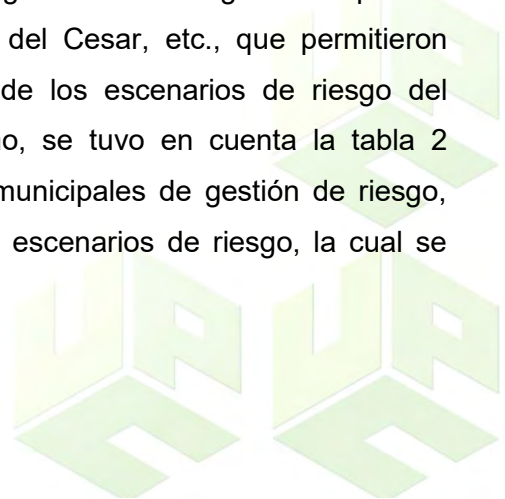 del Cesar, etc., que permitieron
de los escenarios de riesgo del
no, se tuvo en cuenta la tabla 2
municipales de gestión de riesgo,
escenarios de riesgo, la cual se